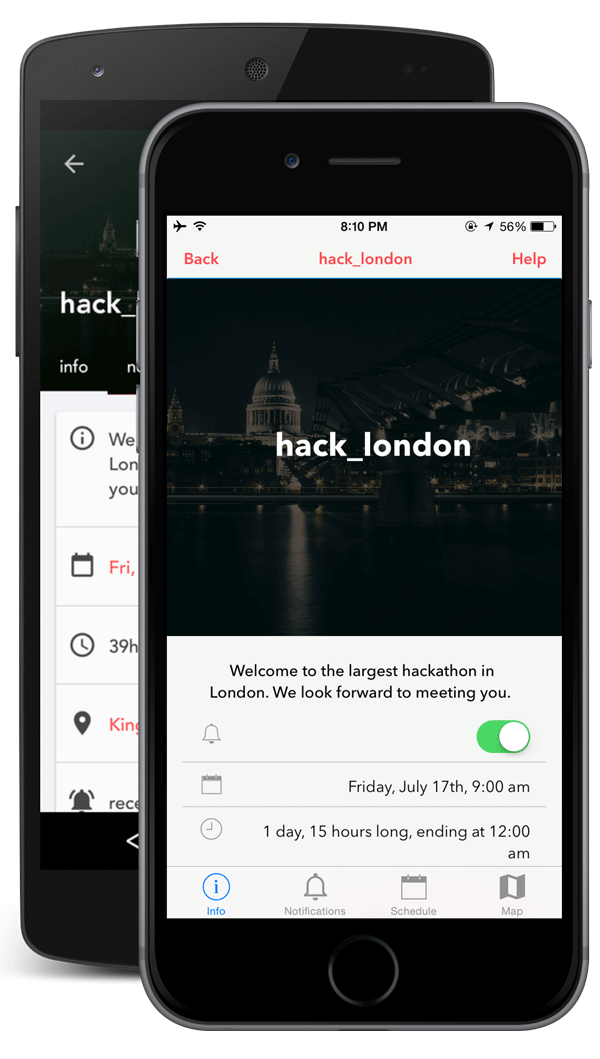 hack_
info
We
Lon
you
Fri,
39h
King
rece
8:10 PM
56%
Back
hack_london
Help
hack_london
Welcome to the largest hackathon in
London. We look forward to meeting you.
Friday, July 17th, 9:00 am
1 day, 15 hours long, ending at 12:00
am
Info
Notifications
Schedule
Map